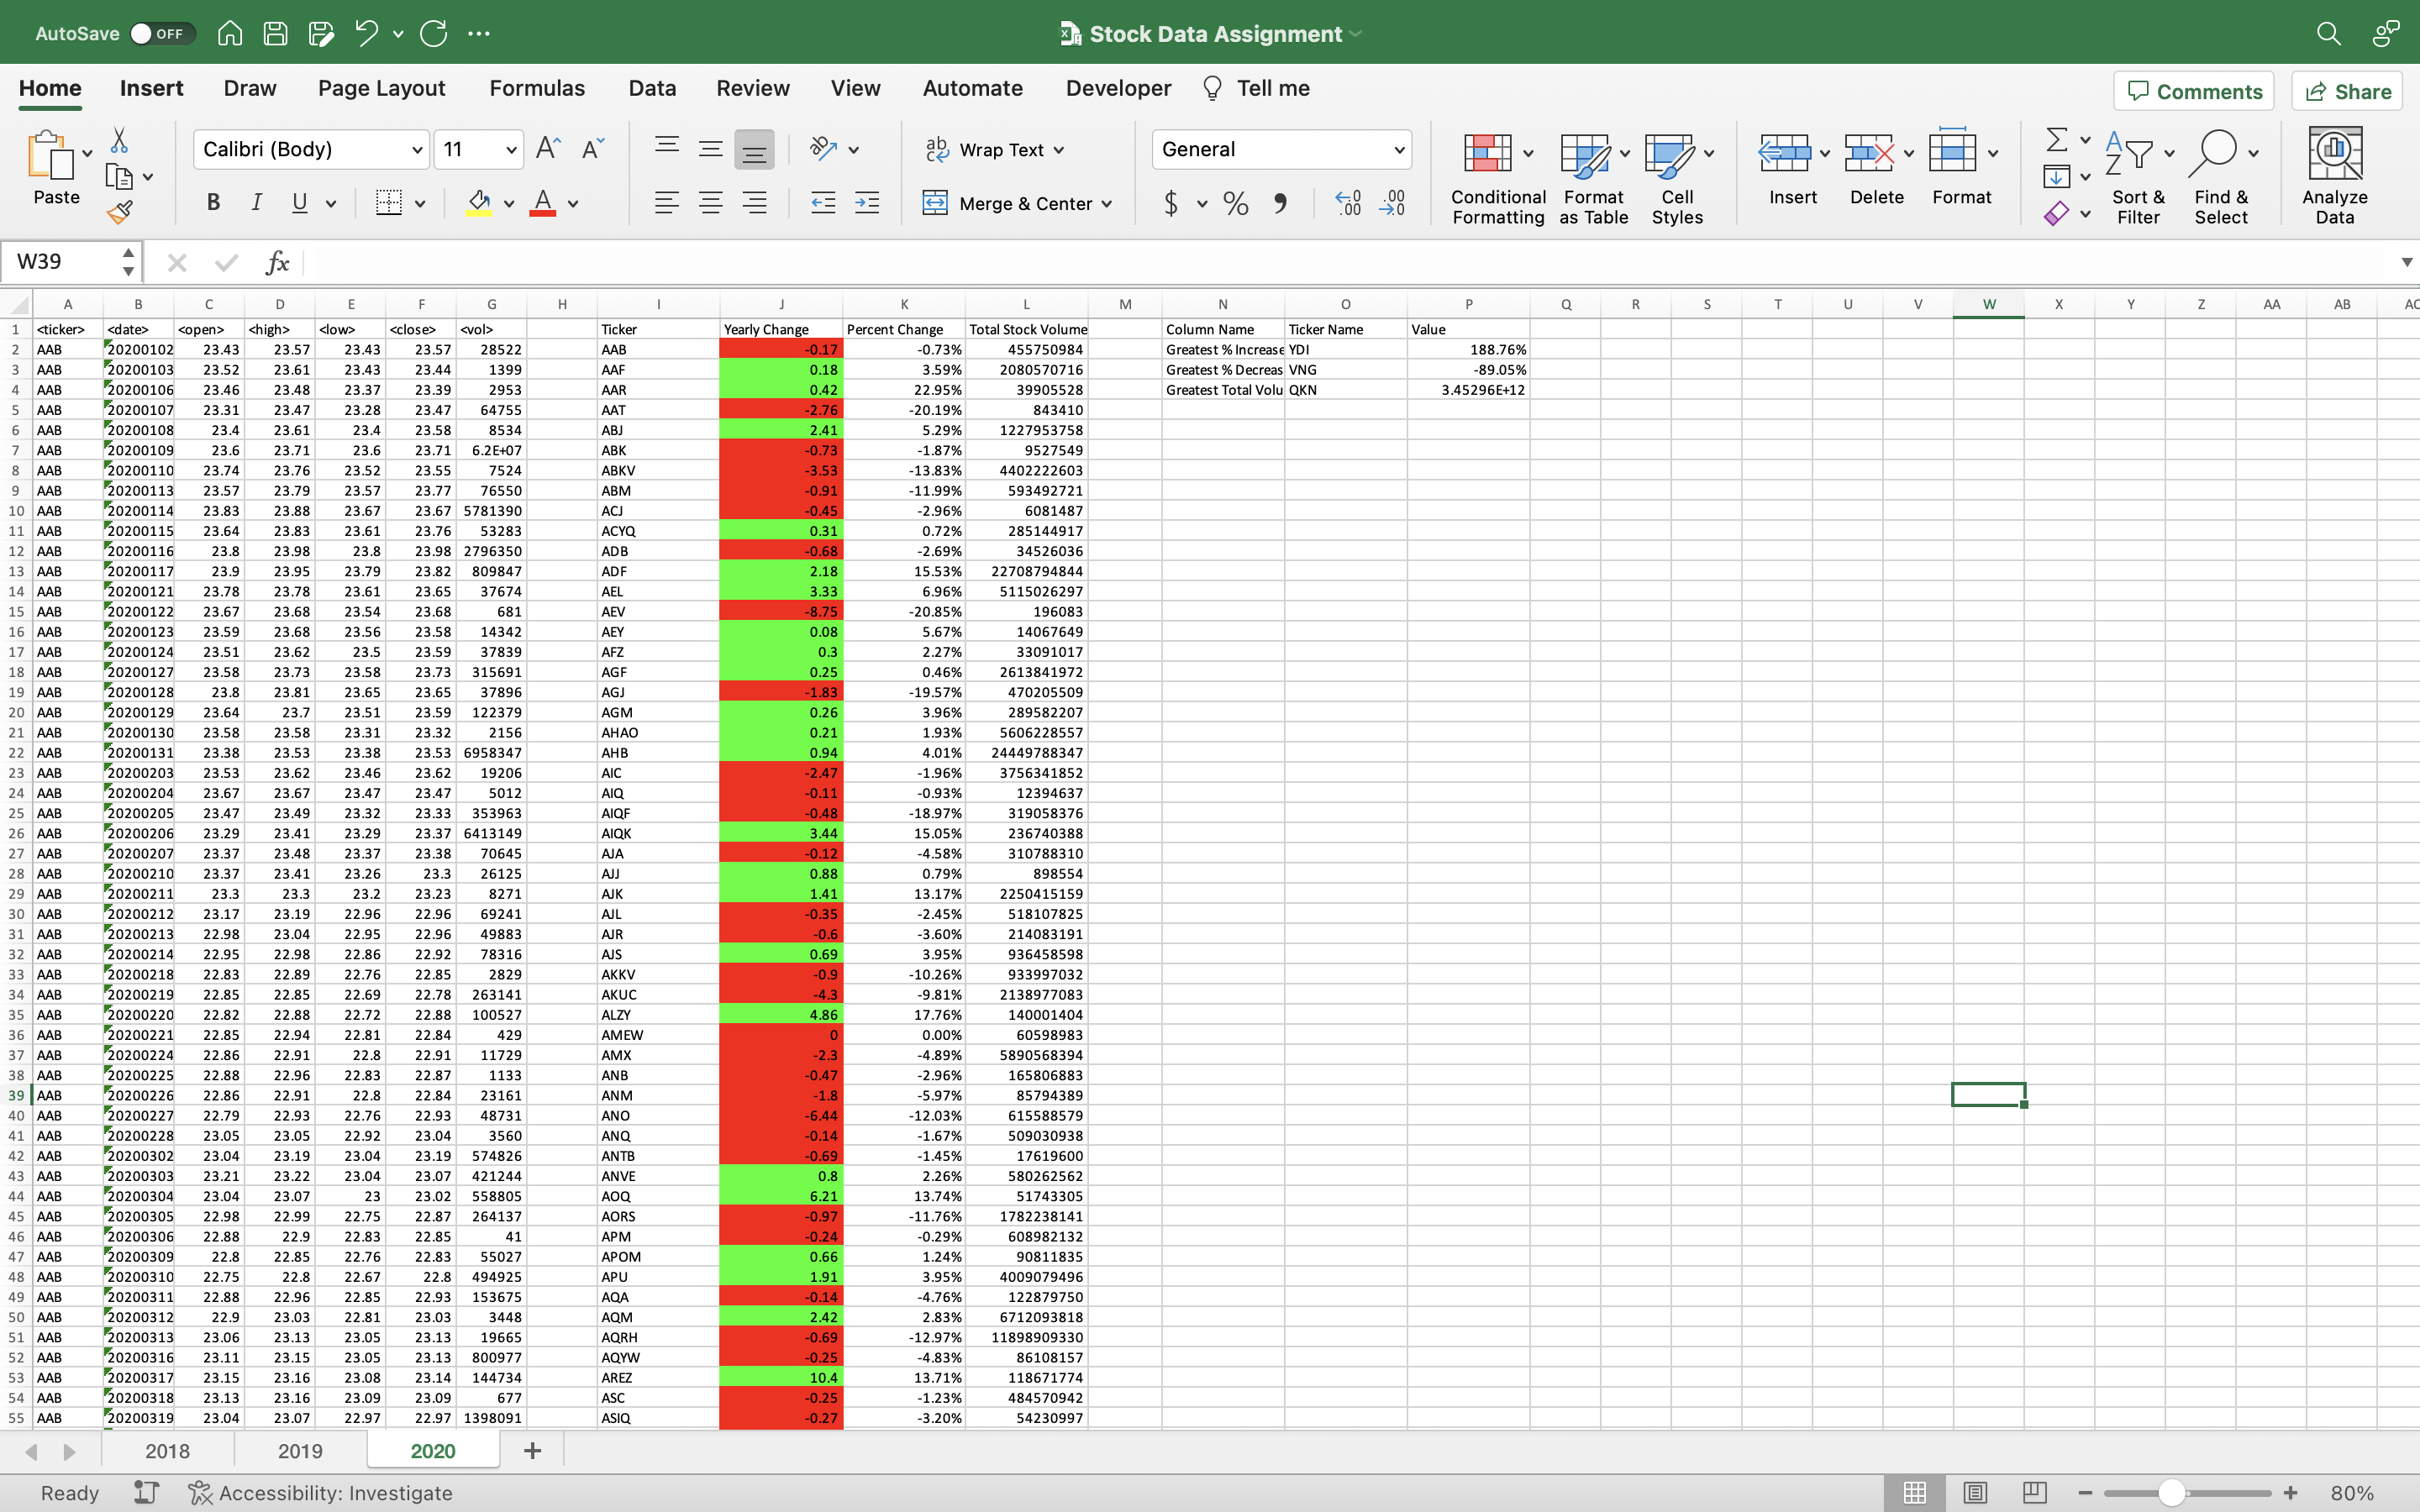 AutoSave OFF Stock Data Assignment
Home Insert Draw Page Layout Formulas Data Review View Automate Developer Tell me Comments Share
Paste Calibri (Body) 11 Wrap Text General
Merge & Center $ % Conditional Formatting Format as Table Cell Styles Insert Delete Format Sort & Filter Find & Select Analyze Data
W39 fx
A B C D E F G H I J K L M N O P Q R S T U V W X Y Z AA AB AC
1 <ticker> <date> <open> <high> <low> <close> <vol> Ticker Yearly Change Percent Change Total Stock Volume Column Name Ticker Name Value
2 AAB 20200102 23.43 23.57 23.43 23.57 28522 AAB -0.17 -0.73% 455750984 Greatest % Increase YDI 188.76%
3 AAB 20200103 23.52 23.61 23.43 23.44 1399 AAF 0.18 3.59% 2080570716 Greatest % Decreas VNG -89.05%
4 AAB 20200106 23.46 23.48 23.37 23.39 2953 AAR 0.42 22.95% 39905528 Greatest Total Volu QKN 3.45296E+12
5 AAB 20200107 23.31 23.47 23.28 23.47 64755 AAT -2.76 -20.19% 843410
6 AAB 20200108 23.4 23.61 23.4 23.58 8534 ABJ 2.41 5.29% 1227953758
7 AAB 20200109 23.6 23.71 23.6 23.71 6.2E+07 ABK -0.73 -1.87% 9527549
8 AAB 20200110 23.74 23.76 23.52 23.55 7524 ABKV -3.53 -13.83% 4402222603
9 AAB 20200113 23.57 23.79 23.57 23.77 76550 ABM -0.91 -11.99% 593492721
10 AAB 20200114 23.83 23.88 23.67 23.67 5781390 ACJ -0.45 -2.96% 6081487
11 AAB 20200115 23.64 23.83 23.61 23.76 53283 ACYQ 0.31 0.72% 285144917
12 AAB 20200116 23.8 23.98 23.8 23.98 2796350 ADB -0.68 -2.69% 34526036
13 AAB 20200117 23.9 23.95 23.79 23.82 809847 ADF 2.18 15.53% 22708794844
14 AAB 20200121 23.78 23.78 23.61 23.65 37674 AEL 3.33 6.96% 5115026297
15 AAB 20200122 23.67 23.68 23.54 23.68 681 AEV -8.75 -20.85% 196083
16 AAB 20200123 23.59 23.68 23.56 23.58 14342 AEY 0.08 5.67% 14067649
17 AAB 20200124 23.51 23.62 23.5 23.59 37839 AFZ 0.3 2.27% 33091017
18 AAB 20200127 23.58 23.73 23.58 23.73 315691 AGF 0.25 0.46% 2613841972
19 AAB 20200128 23.8 23.81 23.65 23.65 37896 AGJ -1.83 -19.57% 470205509
20 AAB 20200129 23.64 23.7 23.51 23.59 122379 AGM 0.26 3.96% 289582207
21 AAB 20200130 23.58 23.58 23.31 23.32 2156 AHAO 0.21 1.93% 5606228557
22 AAB 20200131 23.38 23.53 23.38 23.53 6958347 AHB 0.94 4.01% 24449788347
23 AAB 20200203 23.53 23.62 23.46 23.62 19206 AIC -2.47 -1.96% 3756341852
24 AAB 20200204 23.67 23.67 23.47 23.47 5012 AIQ -0.11 -0.93% 12394637
25 AAB 20200205 23.47 23.49 23.32 23.33 353963 AIQF -0.48 -18.97% 319058376
26 AAB 20200206 23.29 23.41 23.29 23.37 6413149 AIQK 3.44 15.05% 236740388
27 AAB 20200207 23.37 23.48 23.37 23.38 70645 AJA -0.12 -4.58% 310788310
28 AAB 20200210 23.37 23.41 23.26 23.3 26125 AJJ 0.88 0.79% 898554
29 AAB 20200211 23.3 23.3 23.2 23.23 8271 AJK 1.41 13.17% 2250415159
30 AAB 20200212 23.17 23.19 22.96 22.96 69241 AJL -0.35 -2.45% 518107825
31 AAB 20200213 22.98 23.04 22.95 22.96 49883 AJR -0.6 -3.60% 214083191
32 AAB 20200214 22.95 22.98 22.86 22.92 78316 AJS 0.69 3.95% 936458598
33 AAB 20200218 22.83 22.89 22.76 22.85 2829 AKKV -0.9 -10.26% 933997032
34 AAB 20200219 22.85 22.85 22.69 22.78 263141 AKUC -4.3 -9.81% 2138977083
35 AAB 20200220 22.82 22.88 22.72 22.88 100527 ALZY 4.86 17.76% 140001404
36 AAB 20200221 22.85 22.94 22.81 22.84 429 AMEW 0 0.00% 60598983
37 AAB 20200224 22.86 22.91 22.8 22.91 11729 AMX -2.3 -4.89% 5890568394
38 AAB 20200225 22.88 22.96 22.83 22.87 1133 ANB -0.47 -2.96% 165806883
39 AAB 20200226 22.86 22.91 22.8 22.84 23161 ANM -1.8 -5.97% 85794389
40 AAB 20200227 22.79 22.93 22.76 22.93 48731 ANO -6.44 -12.03% 615588579
41 AAB 20200228 23.05 23.05 22.92 23.04 3560 ANQ -0.14 -1.67% 509030938
42 AAB 20200302 23.04 23.19 23.04 23.19 574826 ANTB -0.69 -1.45% 17619600
43 AAB 20200303 23.21 23.22 23.04 23.07 421244 ANVE 0.8 2.26% 580262562
44 AAB 20200304 23.04 23.07 23 23.02 558805 AOQ 6.21 13.74% 51743305
45 AAB 20200305 22.98 22.99 22.75 22.87 264137 AORS -0.97 -11.76% 1782238141
46 AAB 20200306 22.88 22.9 22.83 22.85 41 APM -0.24 -0.29% 608982132
47 AAB 20200309 22.8 22.85 22.76 22.83 55027 APOM 0.66 1.24% 90811835
48 AAB 20200310 22.75 22.8 22.67 22.8 494925 APU 1.91 3.95% 4009079496
49 AAB 20200311 22.88 22.96 22.85 22.93 153675 AQA -0.14 -4.76% 122879750
50 AAB 20200312 22.9 23.03 22.81 23.03 3448 AQM 2.42 2.83% 6712093818
51 AAB 20200313 23.06 23.13 23.05 23.13 19665 AQRH -0.69 -12.97% 11898909330
52 AAB 20200316 23.11 23.15 23.05 23.13 800977 AQYW -0.25 -4.83% 86108157
53 AAB 20200317 23.15 23.16 23.08 23.14 144734 AREZ 10.4 13.71% 118671774
54 AAB 20200318 23.13 23.16 23.09 23.09 677 ASC -0.25 -1.23% 484570942
55 AAB 20200319 23.04 23.07 22.97 22.97 1398091 ASIQ -0.27 -3.20% 54230997
2018 2019 2020 +
Ready Accessibility: Investigate 80%